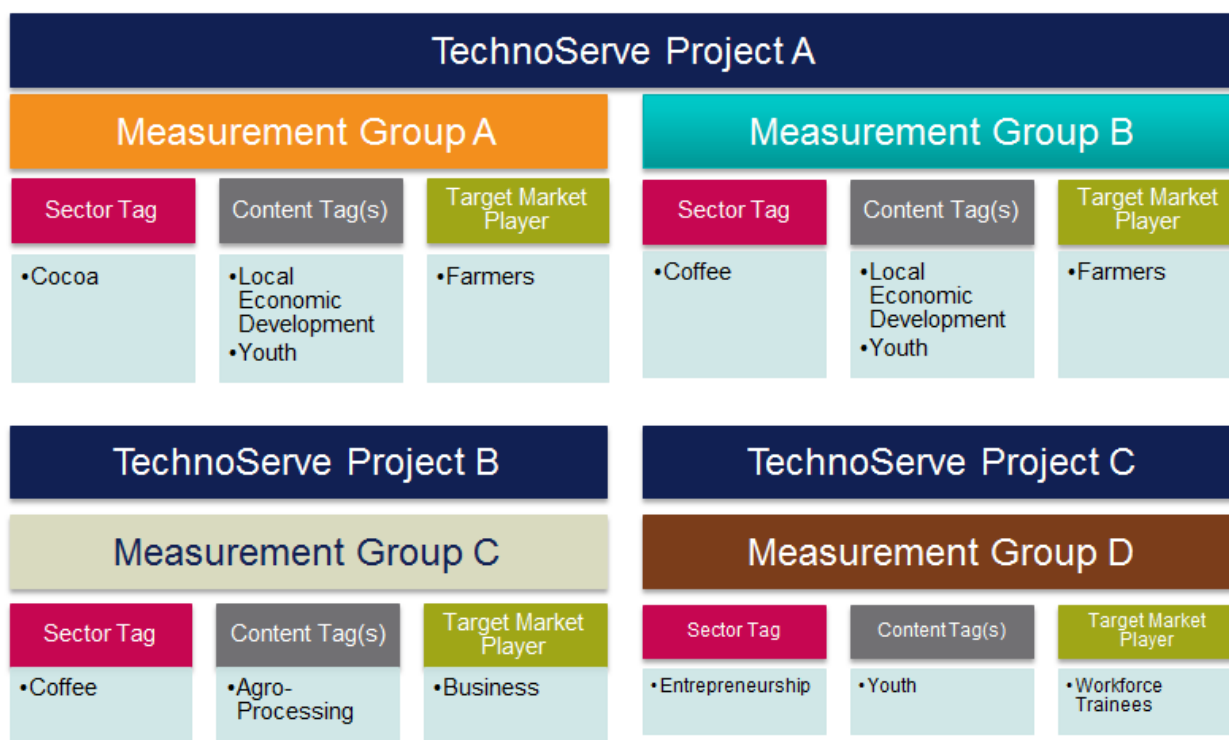 TechnoServe Project A
Measurement Group A
Sector Tag
Content Tag(s)
Target Market
Player
•Cocoa
•Local
Economic
Development
•Youth
•Farmers
Measurement Group B
Sector Tag
Content Tag(s)
Target Market
Player
•Coffee
•Local
Economic
Development
•Youth
•Farmers
TechnoServe Project B
Measurement Group C
Sector Tag
Content Tag(s)
Target Market
Player
•Coffee
•Agro-
Processing
•Business
TechnoServe Project C
Measurement Group D
Sector Tag
Content Tag(s)
Target Market
Player
•Entrepreneurship
•Youth
•Workforce
Trainees